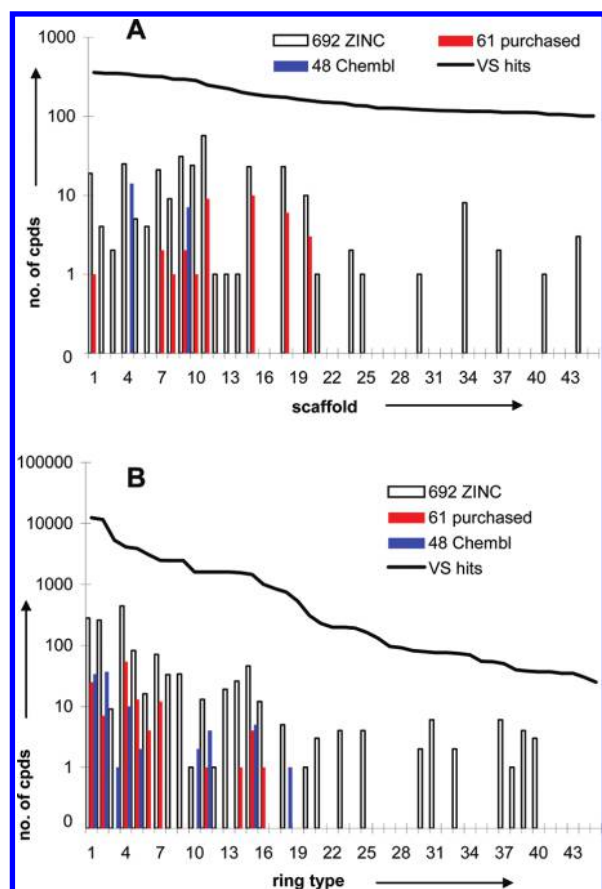 A
692 ZINC
61 purchased
48 Chembl
VS hits
1000
100
10
1
0
no. of cpds
1 4 7 10 13 16 19 22 25 28 31 34 37 40 43
scaffold
B
692 ZINC
61 purchased
48 Chembl
VS hits
100000
10000
1000
100
10
1
0
no. of cpds
1 4 7 10 13 16 19 22 25 28 31 34 37 40 43
ring type